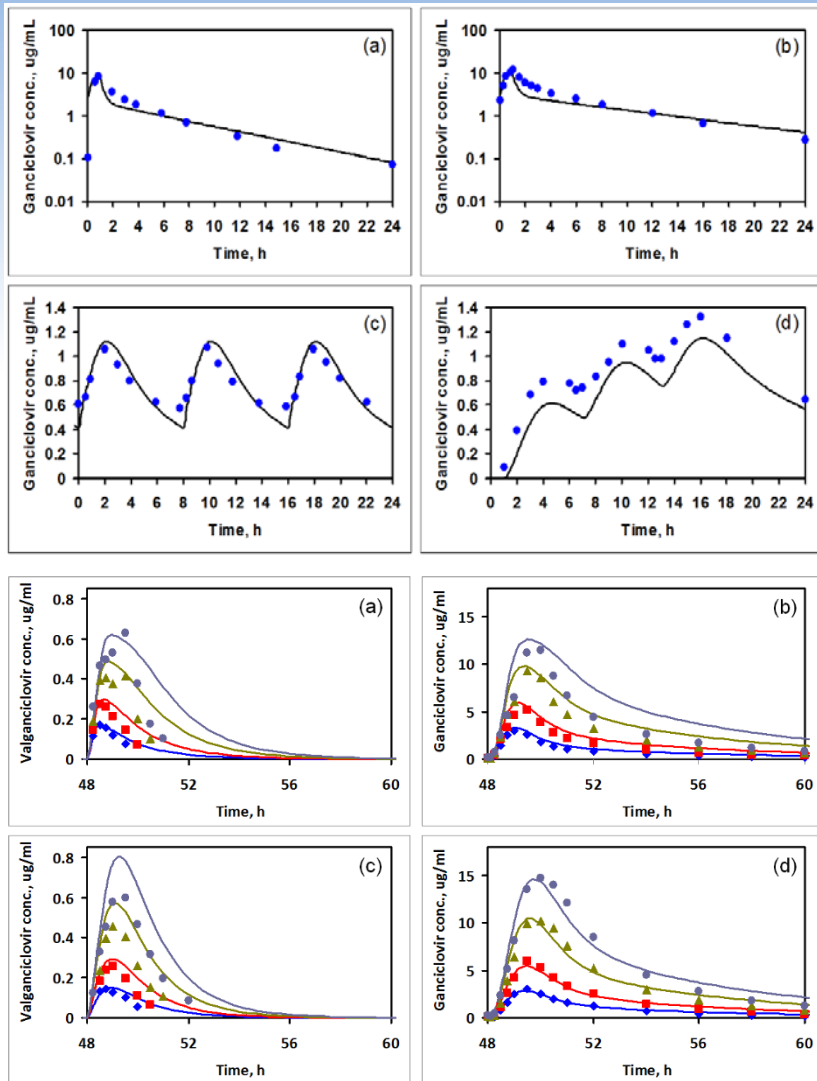 (a)
Ganciclovir conc., ug/mL
100
10
1
0.1
0.01
0 2 4 6 8 10 12 14 16 18 20 22 24
Time, h
(b)
Ganciclovir conc., ug/mL
100
10
1
0.1
0.01
0 2 4 6 8 10 12 14 16 18 20 22 24
Time, h
(c)
Ganciclovir conc., ug/mL
1.4
1.2
1
0.8
0.6
0.4
0.2
0
0 2 4 6 8 10 12 14 16 18 20 22 24
Time, h
(d)
Ganciclovir conc., ug/mL
1.4
1.2
1
0.8
0.6
0.4
0.2
0
0 2 4 6 8 10 12 14 16 18 20 22 24
Time, h
(a)
Valganciclovir conc., ug/ml
0.8
0.6
0.4
0.2
0
48 52 56 60
Time, h
(b)
Ganciclovir conc., ug/ml
15
10
5
0
48 52 56 60
Time, h
(c)
Valganciclovir conc., ug/ml
0.8
0.6
0.4
0.2
0
48 52 56 60
Time, h
(d)
Ganciclovir conc., ug/ml
15
10
5
0
48 52 56 60
Time, h